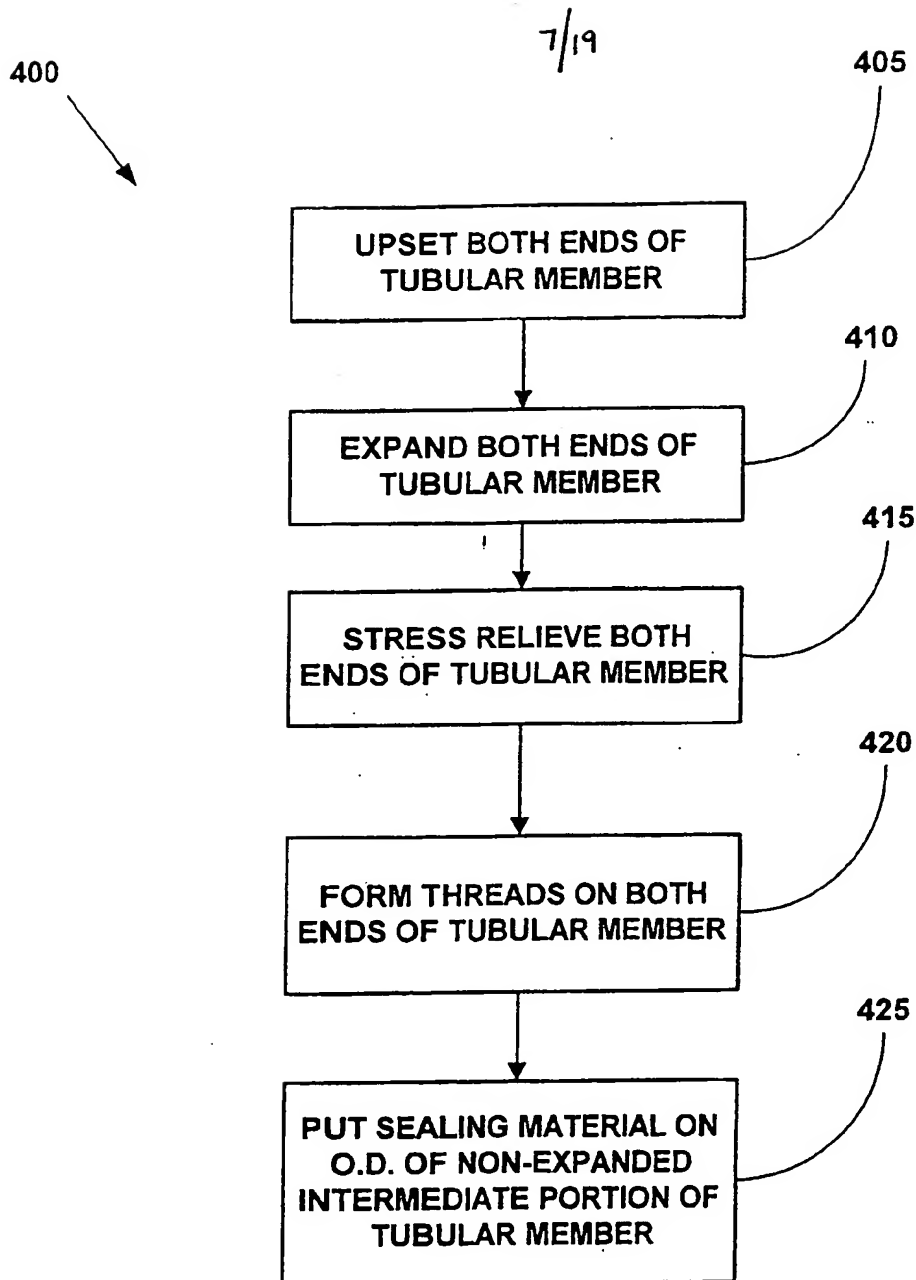 7/19
400
405
UPSET BOTH ENDS OF
TUBULAR MEMBER
410
EXPAND BOTH ENDS OF
TUBULAR MEMBER
415
STRESS RELIEVE BOTH
ENDS OF TUBULAR MEMBER
420
FORM THREADS ON BOTH
ENDS OF TUBULAR MEMBER
425
PUT SEALING MATERIAL ON
O.D. OF NON-EXPANDED
INTERMEDIATE PORTION OF
TUBULAR MEMBER